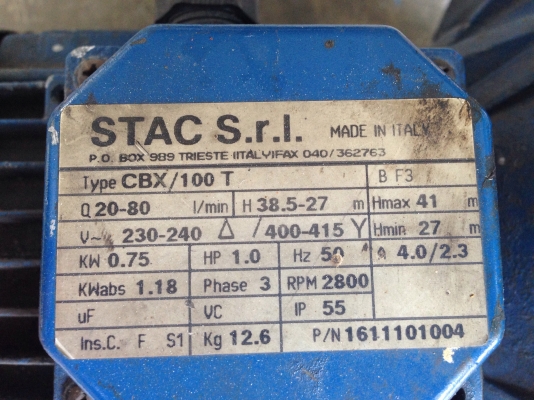 STAC S.r.l. MADE IN ITALY
P.O. BOX 989 TRIESTE (ITALY)FAX 040/362763
Type CBX/100 T B F3
Q 20-80 l/min H 38.5-27 m Hmax 41 m
V~ 230-240 Δ /400-415 Y Hmin 27 m
KW 0.75 HP 1.0 Hz 50 A 4.0/2.3
KWabs 1.18 Phase 3 RPM 2800
uF VC IP 55
Ins.C. F S1 Kg 12.6 P/N 1611101004